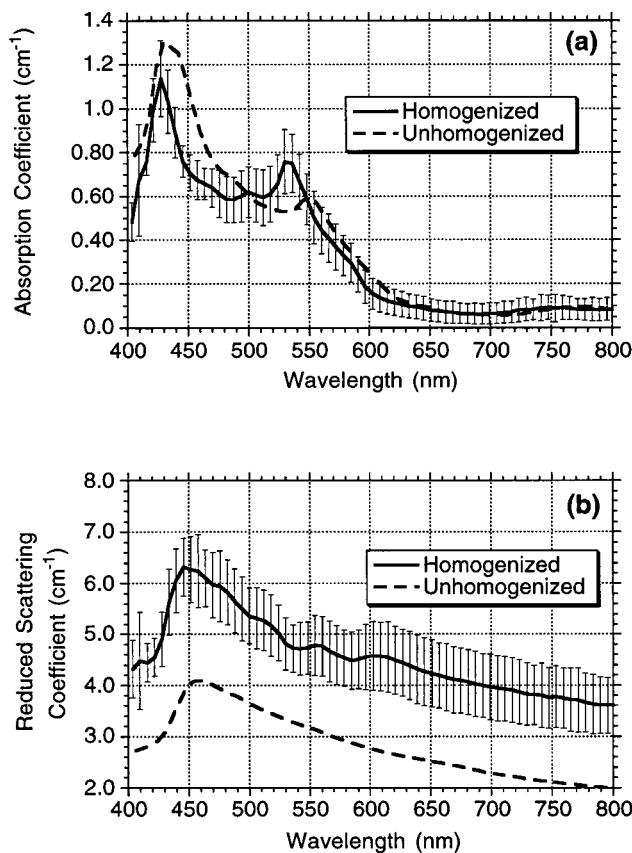 (a)
Absorption Coefficient (cm⁻¹)
1.4
1.2
1.0
0.80
0.60
0.40
0.20
0.0
Homogenized
Unhomogenized
400 450 500 550 600 650 700 750 800
Wavelength (nm)
(b)
Reduced Scattering
Coefficient (cm⁻¹)
8.0
7.0
6.0
5.0
4.0
3.0
2.0
Homogenized
Unhomogenized
400 450 500 550 600 650 700 750 800
Wavelength (nm)